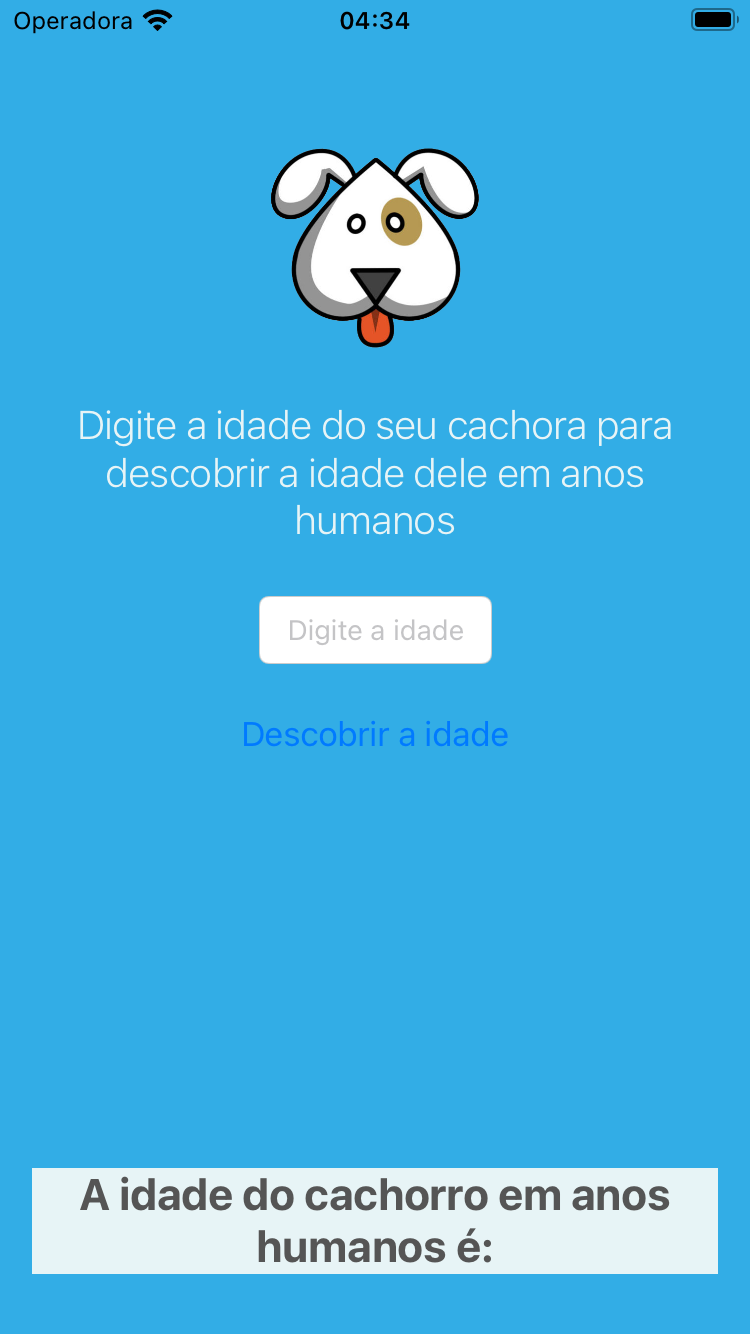 Operadora 04:34
Digite a idade do seu cachora para
descobrir a idade dele em anos
humanos
Digite a idade
Descobrir a idade
A idade do cachorro em anos
humanos é: